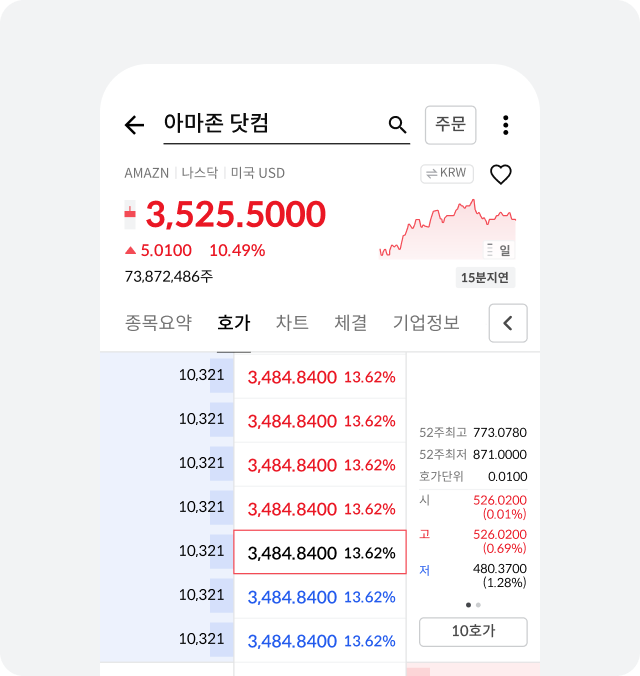 아마존 닷컴 주문
AMAZN 나스닥 미국 USD KRW
3,525.5000
5.0100 10.49%
일
73,872,486주
15분지연
종목요약 호가 차트 체결 기업정보
10,321 3,484.8400 13.62%
10,321 3,484.8400 13.62%
10,321 3,484.8400 13.62%
10,321 3,484.8400 13.62%
10,321 3,484.8400 13.62%
10,321 3,484.8400 13.62%
10,321 3,484.8400 13.62%
52주최고 773.0780
52주최저 871.0000
호가단위 0.0100
시 526.0200
(0.01%)
고 526.0200
(0.69%)
저 480.3700
(1.28%)
10호가